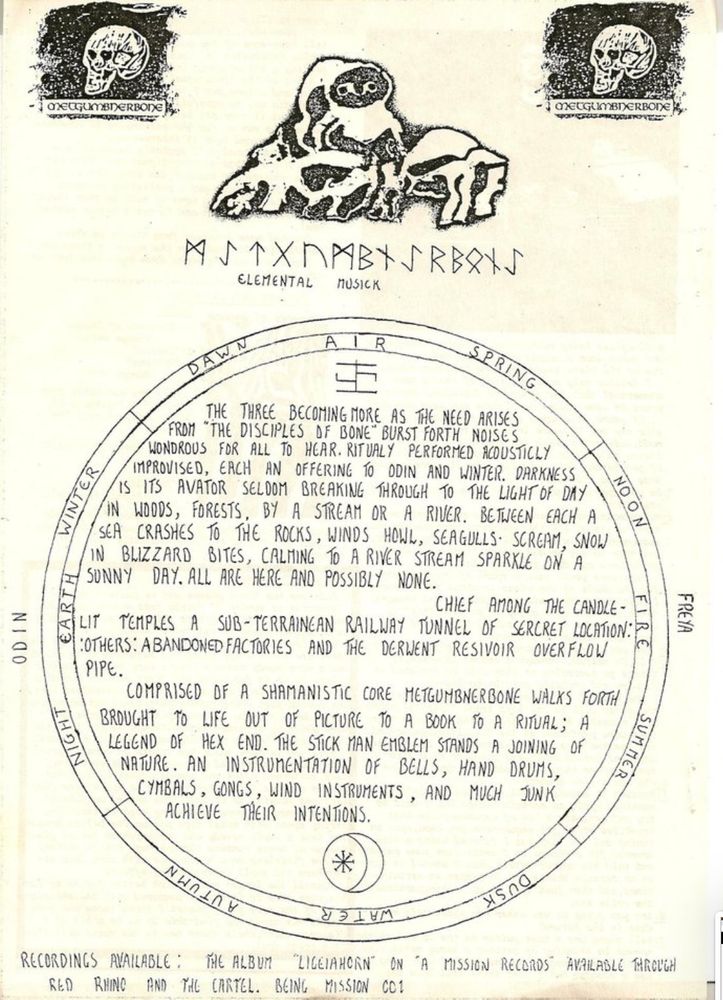 METGUMBNERBONE
METGUMBNERBONE
ᛗᛇᛏᚷᚢᛗᛒᚾᛇᚱᛒᛟᚾᛇ
ELEMENTAL MUSICK
DAWN
AIR
SPRING
NOON
FIRE
SUMMER
DUSK
WATER
AUTUMN
NIGHT
EARTH
WINTER
ODIN
FREYA
THE THREE BECOMING MORE AS THE NEED ARISES
FROM "THE DISCIPLES OF BONE" BURST FORTH NOISES
WONDROUS FOR ALL TO HEAR. RITUALY PERFORMED ACOUSTICLY
IMPROVISED, EACH AN OFFERING TO ODIN AND WINTER. DARKNESS
IS ITS AVATOR SELDOM BREAKING THROUGH TO THE LIGHT OF DAY
IN WOODS, FORESTS, BY A STREAM OR A RIVER. BETWEEN EACH A
SEA CRASHES TO THE ROCKS, WINDS HOWL, SEAGULLS· SCREAM, SNOW
IN BLIZZARD BITES, CALMING TO A RIVER STREAM SPARKLE ON A
SUNNY DAY. ALL ARE HERE AND POSSIBLY NONE.
CHIEF AMONG THE CANDLE-
LIT TEMPLES A SUB-TERRAINEAN RAILWAY TUNNEL OF SERCRET LOCATION:
:OTHERS: ABANDONED FACTORIES AND THE DERWENT RESIVOIR OVERFLOW
PIPE.
COMPRISED OF A SHAMANISTIC CORE METGUMBNERBONE WALKS FORTH
BROUGHT TO LIFE OUT OF PICTURE TO A BOOK TO A RITUAL; A
LEGEND OF HEX END. THE STICK MAN EMBLEM STANDS A JOINING OF
NATURE. AN INSTRUMENTATION OF BELLS, HAND DRUMS,
CYMBALS, GONGS, WIND INSTRUMENTS, AND MUCH JUNK
ACHIEVE THEIR INTENTIONS.
RECORDINGS AVAILABLE: THE ALBUM "LIGEIAHORN" ON "A MISSION RECORDS" AVAILABLE THROUGH
RED RHINO AND THE CARTEL. BEING MISSION 001